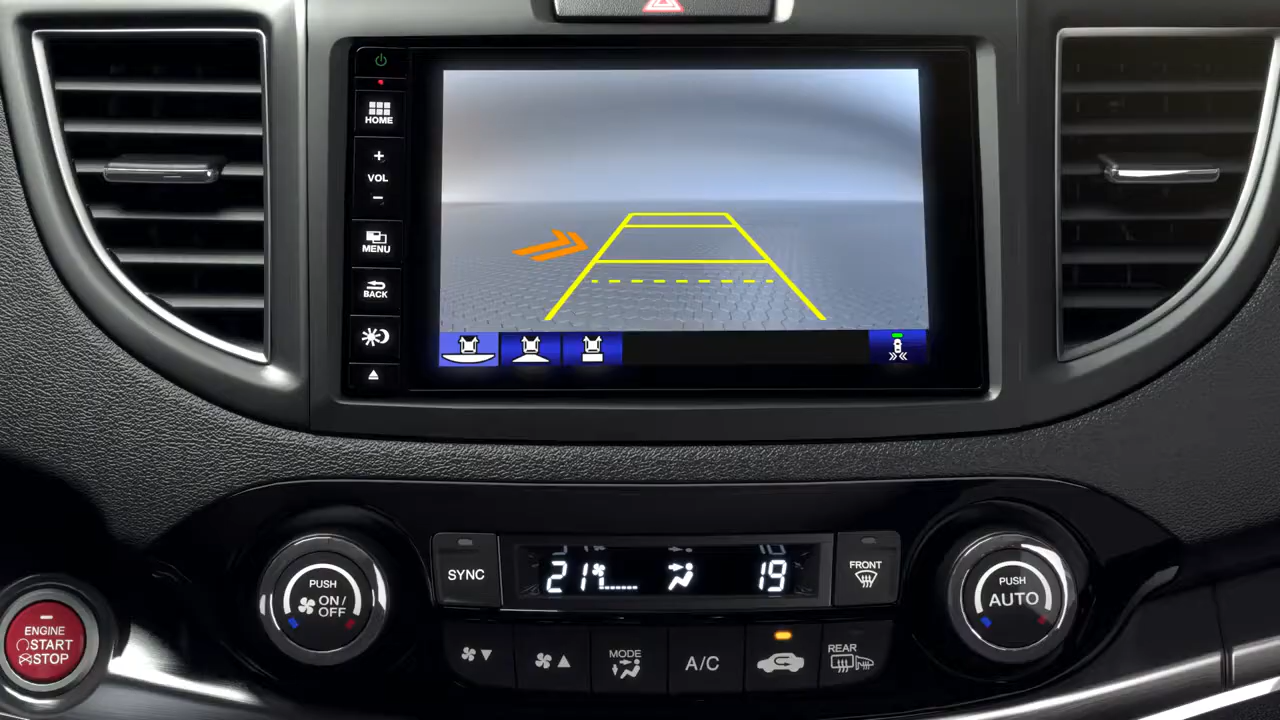 HOME
+
VOL
-
MENU
BACK
SYNC
21
19
FRONT
PUSH
ON/
OFF
PUSH
AUTO
ENGINE
START
STOP
MODE
A/C
REAR